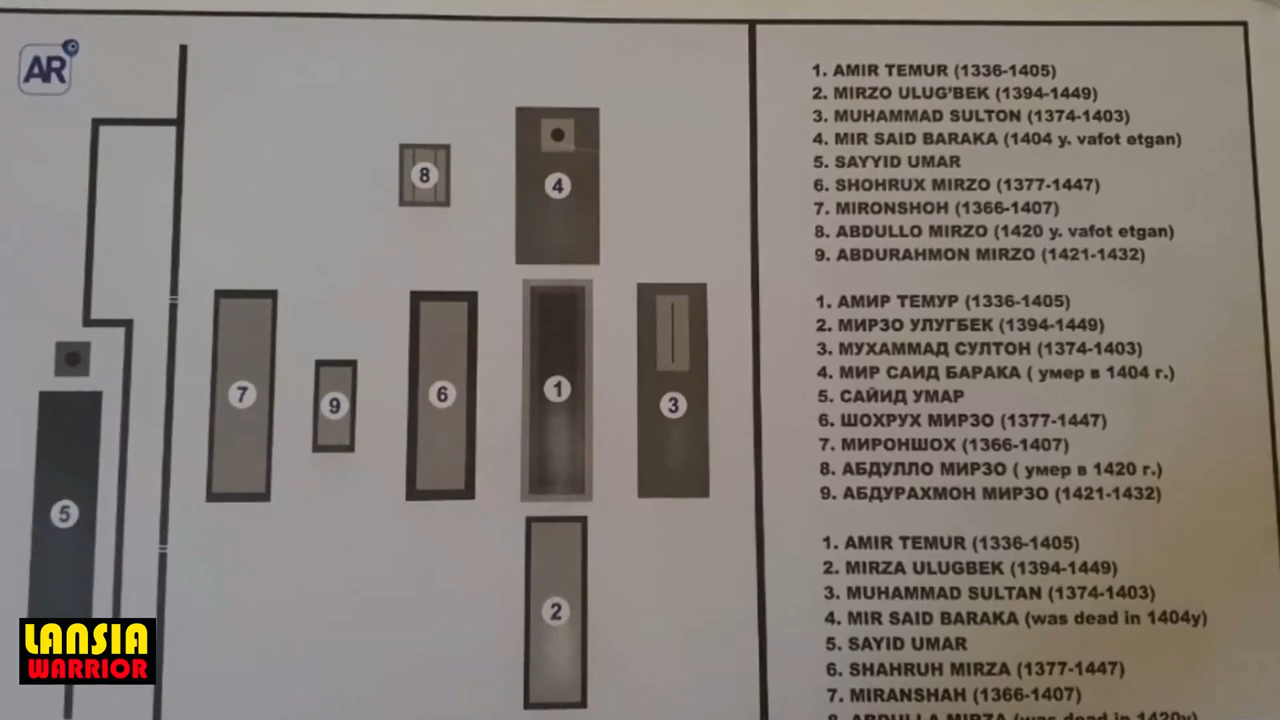 AR
8
4
7
9
6
1
3
5
2
1. AMIR TEMUR (1336-1405)
2. MIRZO ULUG'BEK (1394-1449)
3. MUHAMMAD SULTON (1374-1403)
4. MIR SAID BARAKA (1404 y. vafot etgan)
5. SAYYID UMAR
6. SHOHRUX MIRZO (1377-1447)
7. MIRONSHOH (1366-1407)
8. ABDULLO MIRZO (1420 y. vafot etgan)
9. ABDURAHMON MIRZO (1421-1432)
1. АМИР ТЕМУР (1336-1405)
2. МИРЗО УЛУГБЕК (1394-1449)
3. МУХАММАД СУЛТОН (1374-1403)
4. МИР САИД БАРАКА ( умер в 1404 г.)
5. САЙИД УМАР
6. ШОХРУХ МИРЗО (1377-1447)
7. МИРОНШОХ (1366-1407)
8. АБДУЛЛО МИРЗО ( умер в 1420 г.)
9. АБДУРАХМОН МИРЗО (1421-1432)
1. AMIR TEMUR (1336-1405)
2. MIRZA ULUGBEK (1394-1449)
3. MUHAMMAD SULTAN (1374-1403)
4. MIR SAID BARAKA (was dead in 1404y)
5. SAYID UMAR
6. SHAHRUH MIRZA (1377-1447)
7. MIRANSHAH (1366-1407)
8. ABDULLA MIRZA (was dead in 1420y)
LANSIA
WARRIOR